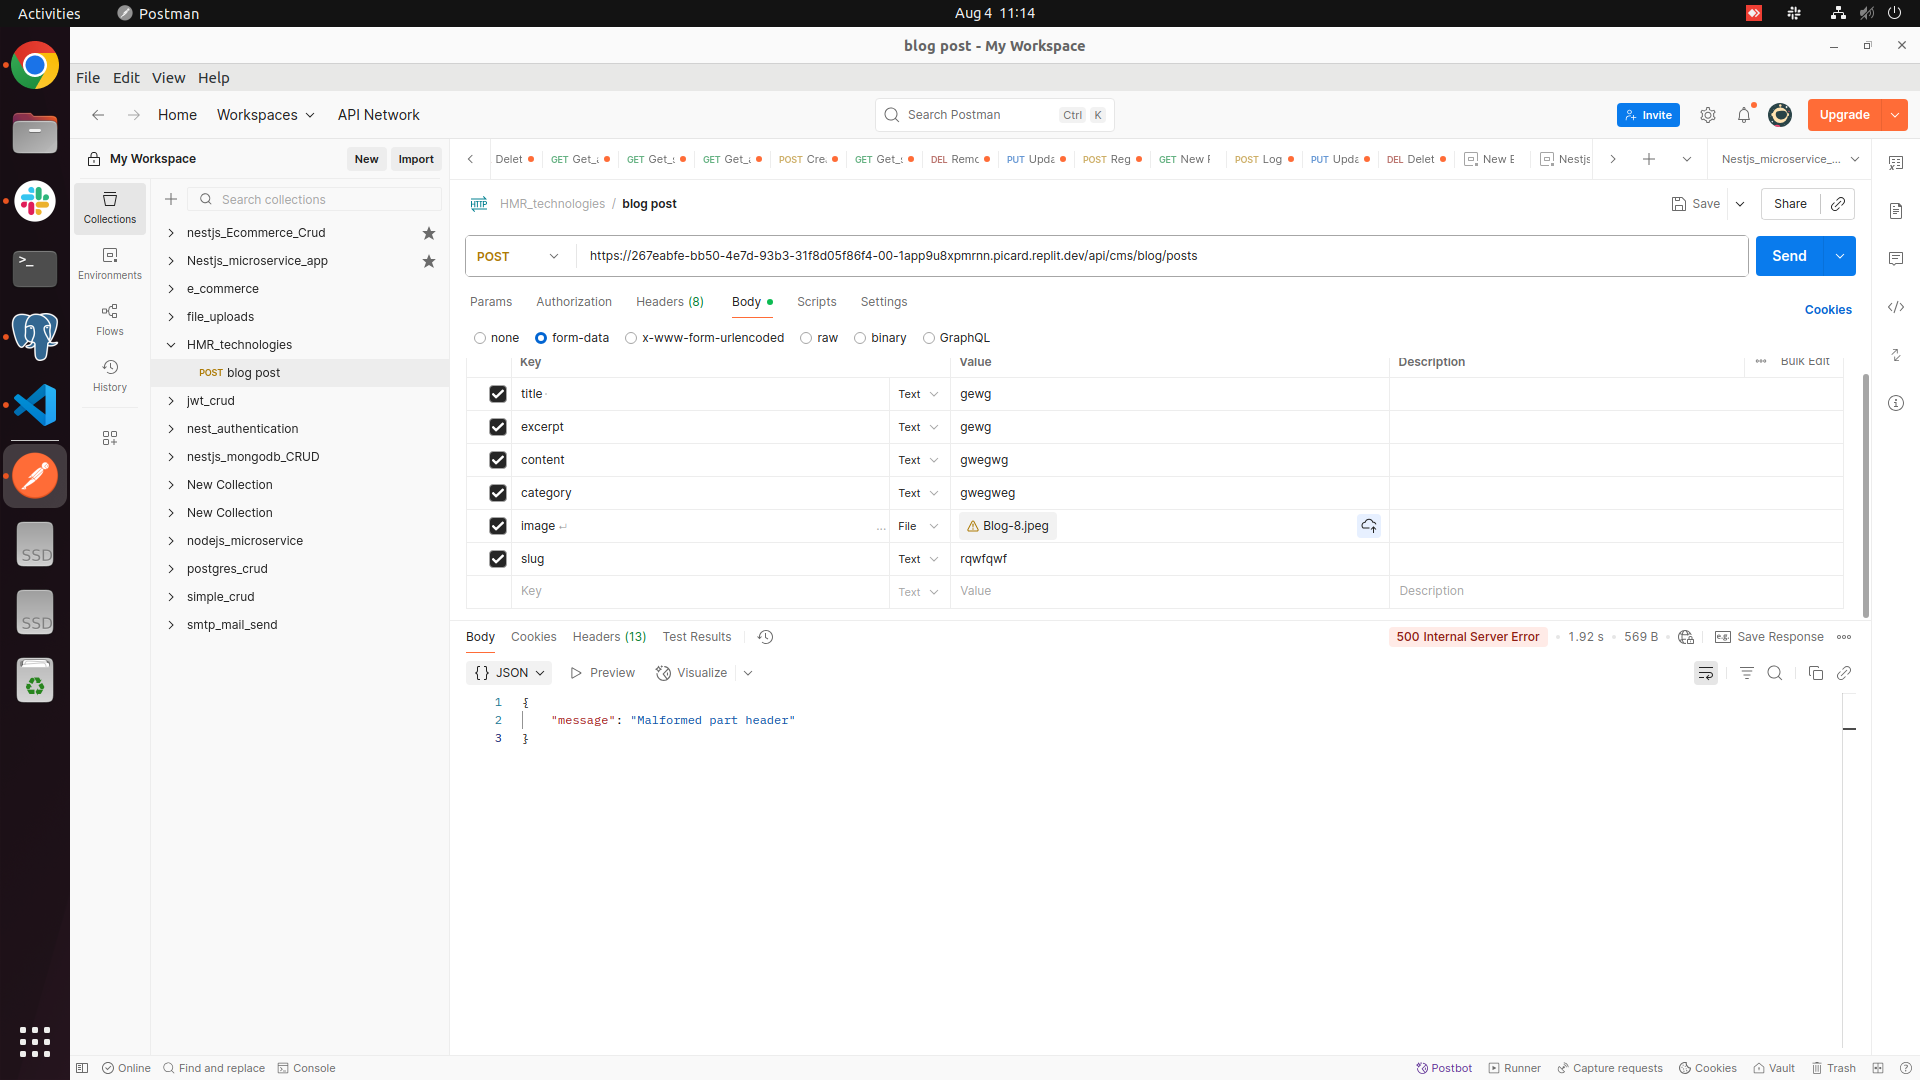 Activities Postman Aug 4 11:14
blog post - My Workspace
File Edit View Help
Home Workspaces API Network Search Postman Ctrl K Invite Upgrade
My Workspace New Import
Delet GET Get_ GET Get_ GET Get_ POST Cre GET Get_ DEL Remo PUT Upda POST Reg GET New POST Log PUT Upda DEL Delet New Nestjs Nestjs_microservice_...
Collections
Environments
Flows
History
Search collections
nestjs_Ecommerce_Crud
Nestjs_microservice_app
e_commerce
file_uploads
HMR_technologies
POST blog post
jwt_crud
nest_authentication
nestjs_mongodb_CRUD
New Collection
New Collection
nodejs_microservice
postgres_crud
simple_crud
smtp_mail_send
HTTP HMR_technologies / blog post Save Share
POST https://267eabfe-bb50-4e7d-93b3-31f8d05f86f4-00-1app9u8xpmrnn.picard.replit.dev/api/cms/blog/posts Send
Params Authorization Headers (8) Body Scripts Settings Cookies
none form-data x-www-form-urlencoded raw binary GraphQL
Key Value Description Bulk Edit
title Text gewg
excerpt Text gewg
content Text gwegwg
category Text gwegweg
image ↵ ... File Blog-8.jpeg
slug Text rqwfqwf
Key Text Value Description
Body Cookies Headers (13) Test Results 500 Internal Server Error 1.92 s 569 B e.g. Save Response
{} JSON Preview Visualize
1 {
2 "message": "Malformed part header"
3 }
>_
SSD
SSD
Online Find and replace Console Postbot Runner Capture requests Cookies Vault Trash